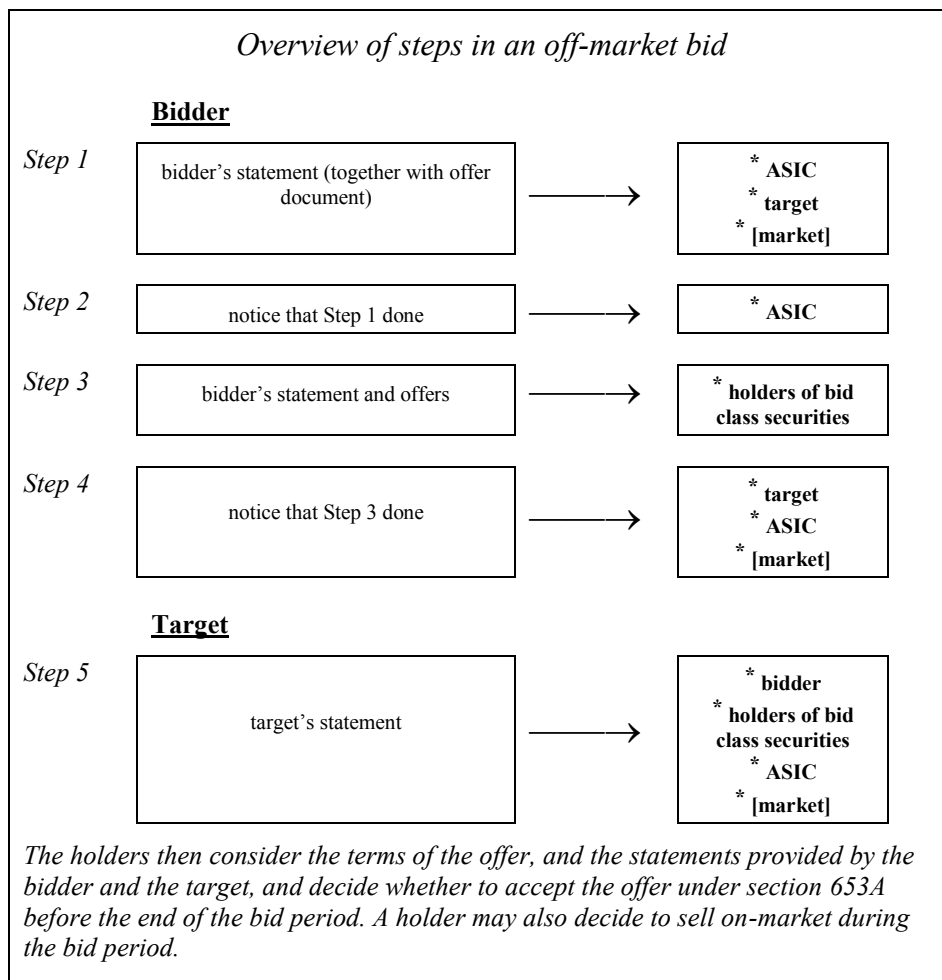 Overview of steps in an off-market bid
Bidder
Step 1
bidder’s statement (together with offer
document)
* ASIC
* target
* [market]
Step 2
notice that Step 1 done
* ASIC
Step 3
bidder’s statement and offers
* holders of bid
class securities
Step 4
notice that Step 3 done
* target
* ASIC
* [market]
Target
Step 5
target’s statement
* bidder
* holders of bid
class securities
* ASIC
* [market]
The holders then consider the terms of the offer, and the statements provided by the
bidder and the target, and decide whether to accept the offer under section 653A
before the end of the bid period. A holder may also decide to sell on-market during
the bid period.